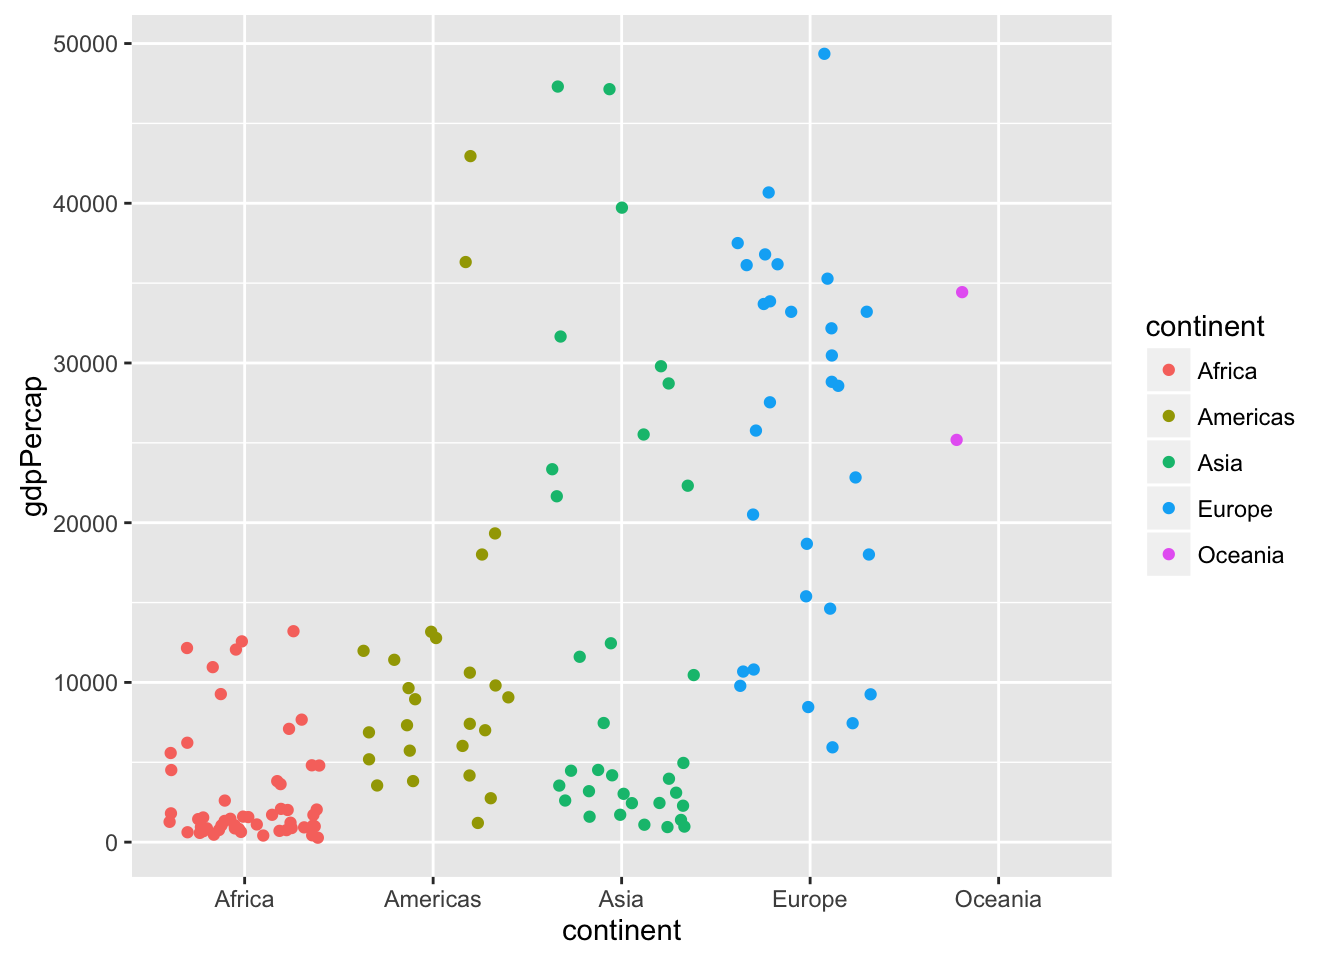 50000
40000
30000
20000
10000
0
gdpPercap
Africa
Americas
Asia
Europe
Oceania
continent
continent
Africa
Americas
Asia
Europe
Oceania